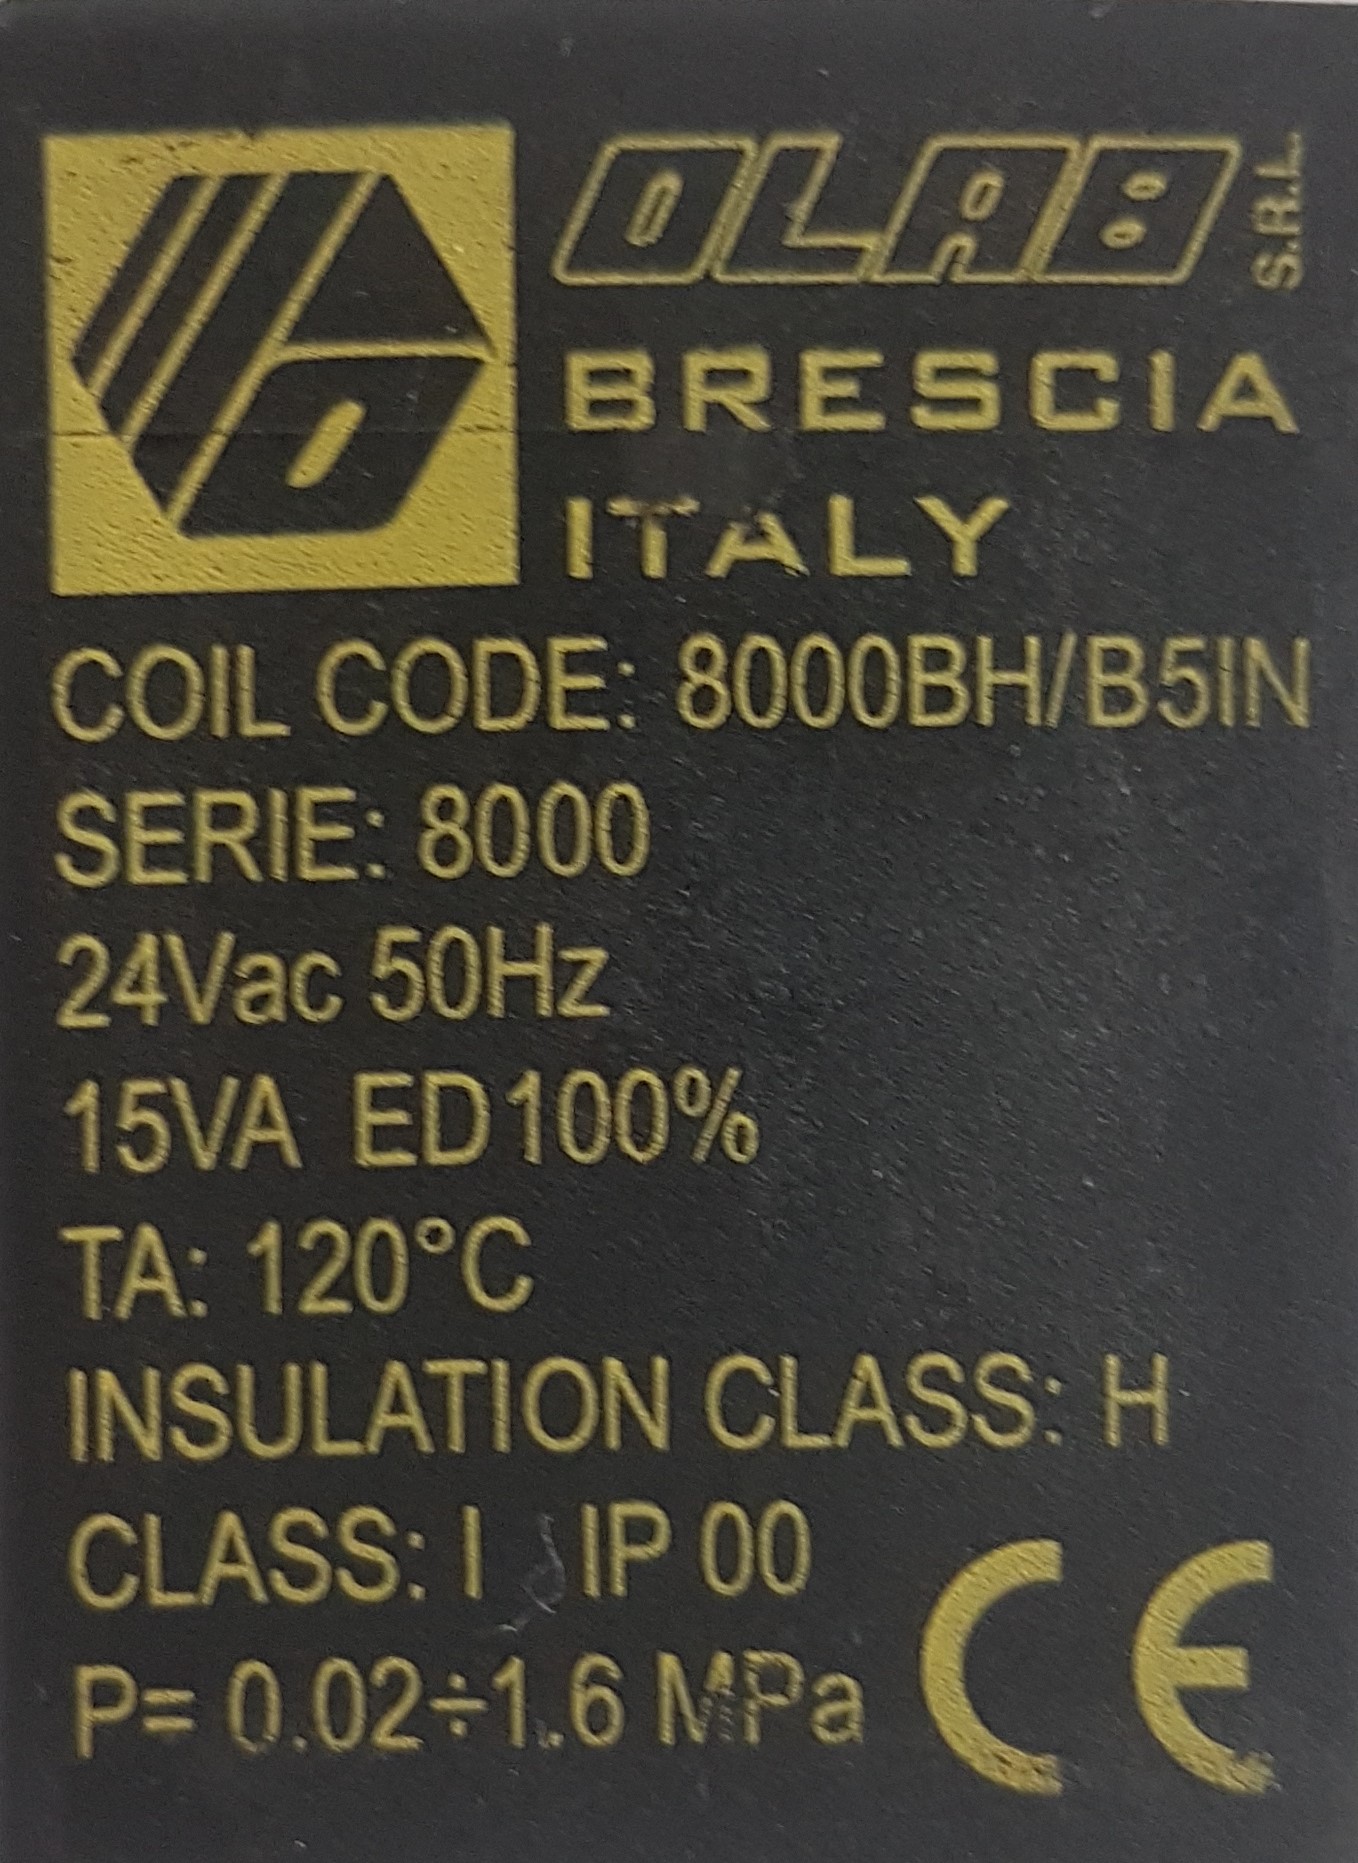 OLAB S.R.L.
BRESCIA
ITALY
COIL CODE: 8000BH/B5IN
SERIE: 8000
24Vac 50Hz
15VA ED100%
TA: 120°C
INSULATION CLASS: H
CLASS: I IP 00
P= 0.02÷1.6 MPa
CE